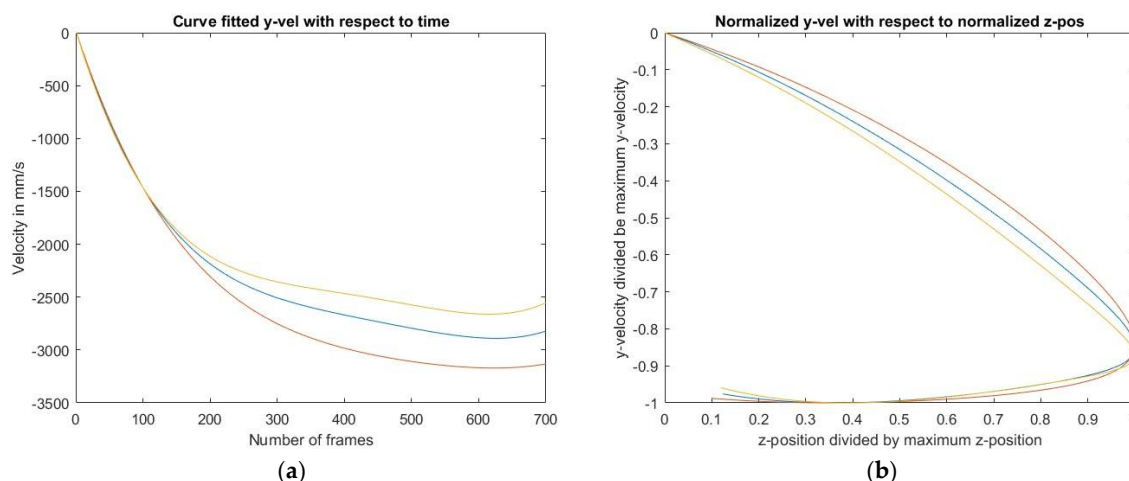 Curve fitted y-vel with respect to time
0
-500
-1000
-1500
-2000
-2500
-3000
-3500
Velocity in mm/s
0 100 200 300 400 500 600 700
Number of frames
(a)
Normalized y-vel with respect to normalized z-pos
0
-0.1
-0.2
-0.3
-0.4
-0.5
-0.6
-0.7
-0.8
-0.9
-1
y-velocity divided be maximum y-velocity
0 0.1 0.2 0.3 0.4 0.5 0.6 0.7 0.8 0.9
z-position divided by maximum z-position
(b)